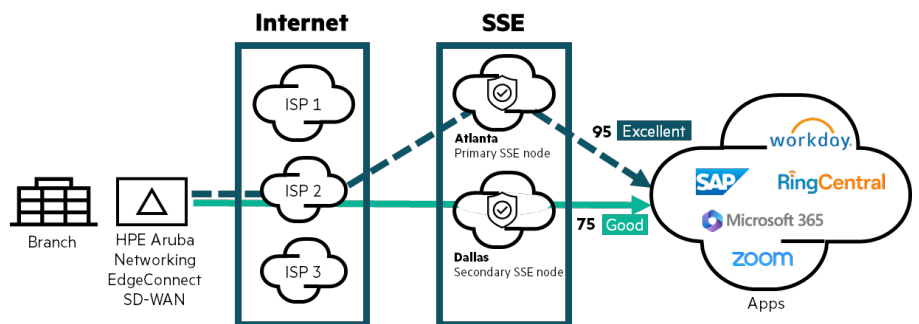 Internet
SSE
ISP 1
ISP 2
ISP 3
Branch
HPE Aruba
Networking
EdgeConnect
SD-WAN
Atlanta
Primary SSE node
Dallas
Secondary SSE node
95 Excellent
75 Good
workday.
SAP
RingCentral
Microsoft 365
zoom
Apps